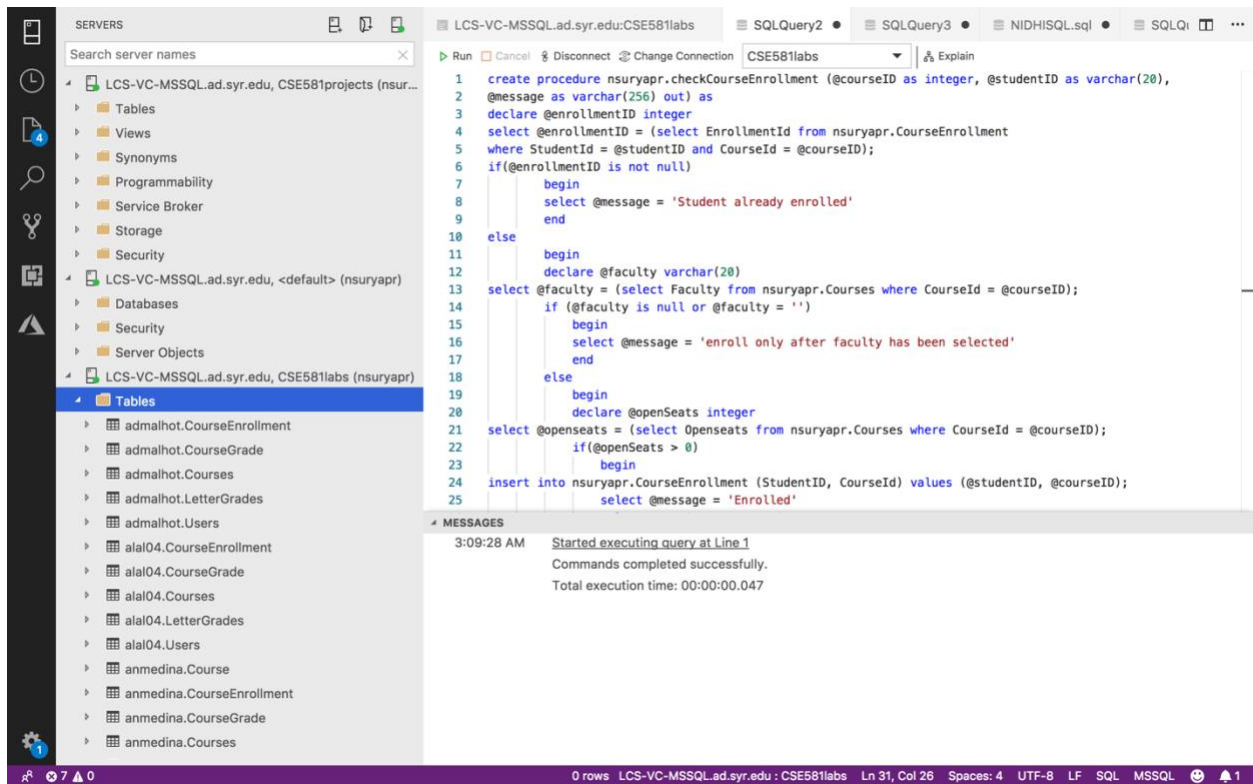 SERVERS
Search server names
LCS-VC-MSSQL.ad.syr.edu, CSE581projects (nsur...
Tables
Views
Synonyms
Programmability
Service Broker
Storage
Security
LCS-VC-MSSQL.ad.syr.edu, <default> (nsuryapr)
Databases
Security
Server Objects
LCS-VC-MSSQL.ad.syr.edu, CSE581labs (nsuryapr)
Tables
admalhot.CourseEnrollment
admalhot.CourseGrade
admalhot.Courses
admalhot.LetterGrades
admalhot.Users
alal04.CourseEnrollment
alal04.CourseGrade
alal04.Courses
alal04.LetterGrades
alal04.Users
anmedina.Course
anmedina.CourseEnrollment
anmedina.CourseGrade
anmedina.Courses
4
1
LCS-VC-MSSQL.ad.syr.edu:CSE581labs SQLQuery2 SQLQuery3 NIDHISQL.sql SQLQ
Run Cancel Disconnect Change Connection CSE581labs Explain
1 create procedure nsuryapr.checkCourseEnrollment (@courseID as integer, @studentID as varchar(20),
2 @message as varchar(256) out) as
3 declare @enrollmentID integer
4 select @enrollmentID = (select EnrollmentId from nsuryapr.CourseEnrollment
5 where StudentId = @studentID and CourseId = @courseID);
6 if(@enrollmentID is not null)
7 begin
8 select @message = 'Student already enrolled'
9 end
10 else
11 begin
12 declare @faculty varchar(20)
13 select @faculty = (select Faculty from nsuryapr.Courses where CourseId = @courseID);
14 if (@faculty is null or @faculty = '')
15 begin
16 select @message = 'enroll only after faculty has been selected'
17 end
18 else
19 begin
20 declare @openSeats integer
21 select @openseats = (select Openseats from nsuryapr.Courses where CourseId = @courseID);
22 if(@openSeats > 0)
23 begin
24 insert into nsuryapr.CourseEnrollment (StudentID, CourseId) values (@studentID, @courseID);
25 select @message = 'Enrolled'
MESSAGES
3:09:28 AM Started executing query at Line 1
Commands completed successfully.
Total execution time: 00:00:00.047
7 0 0 rows LCS-VC-MSSQL.ad.syr.edu : CSE581labs Ln 31, Col 26 Spaces: 4 UTF-8 LF SQL MSSQL 1